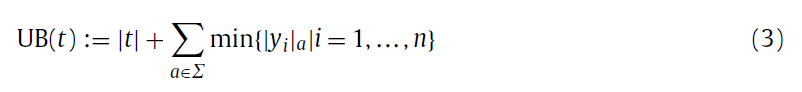 UB(t) := |t| + ∑_{a∈Σ} min{|y_i|_a|i = 1, ..., n} (3)